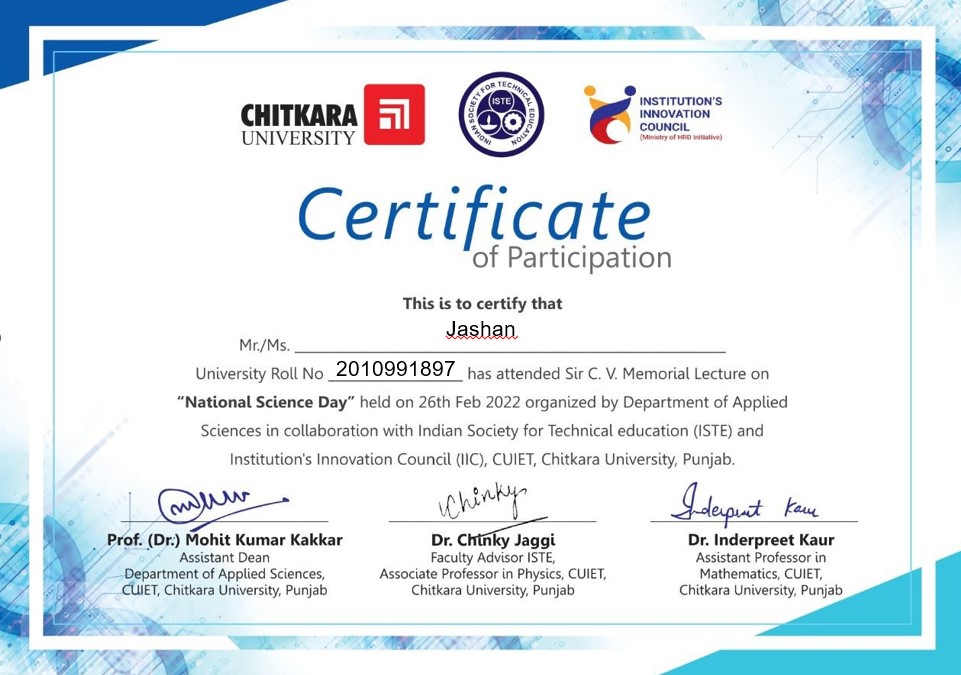 CHITKARA
UNIVERSITY
INDIAN SOCIETY FOR TECHNICAL EDUCATION
ISTE
INSTITUTION'S
INNOVATION
COUNCIL
(Ministry of HRD Initiative)
Certificate
of Participation
This is to certify that
Jashan
Mr./Ms.
University Roll No 2010991897 has attended Sir C. V. Memorial Lecture on
“National Science Day” held on 26th Feb 2022 organized by Department of Applied
Sciences in collaboration with Indian Society for Technical education (ISTE) and
Institution's Innovation Council (IIC), CUIET, Chitkara University, Punjab.
Chinky
Inderpreet Kaur
Prof. (Dr.) Mohit Kumar Kakkar
Assistant Dean
Department of Applied Sciences,
CUIET, Chitkara University, Punjab
Dr. Chinky Jaggi
Faculty Advisor ISTE,
Associate Professor in Physics, CUIET,
Chitkara University, Punjab
Dr. Inderpreet Kaur
Assistant Professor in
Mathematics, CUIET,
Chitkara University, Punjab